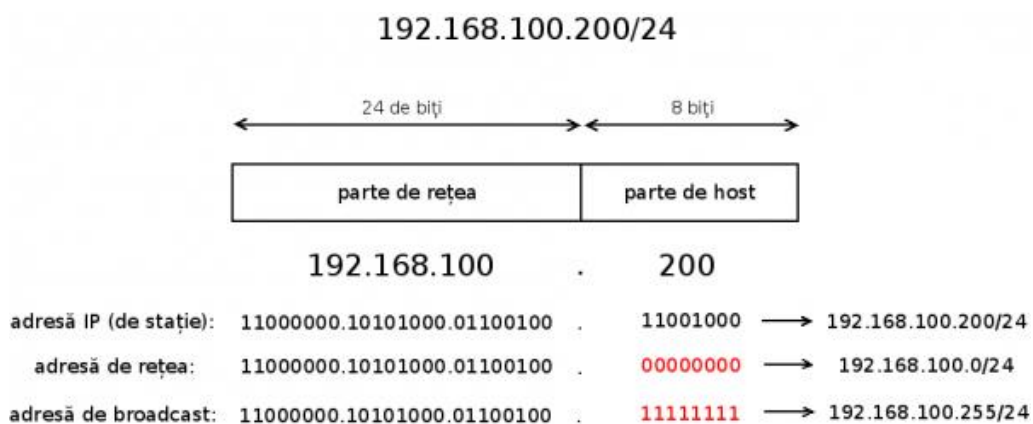 192.168.100.200/24
24 de biți 8 biți
parte de rețea parte de host
192.168.100 . 200
adresă IP (de stație): 11000000.10101000.01100100 . 11001000 192.168.100.200/24
adresă de rețea: 11000000.10101000.01100100 . 00000000 192.168.100.0/24
adresă de broadcast: 11000000.10101000.01100100 . 11111111 192.168.100.255/24